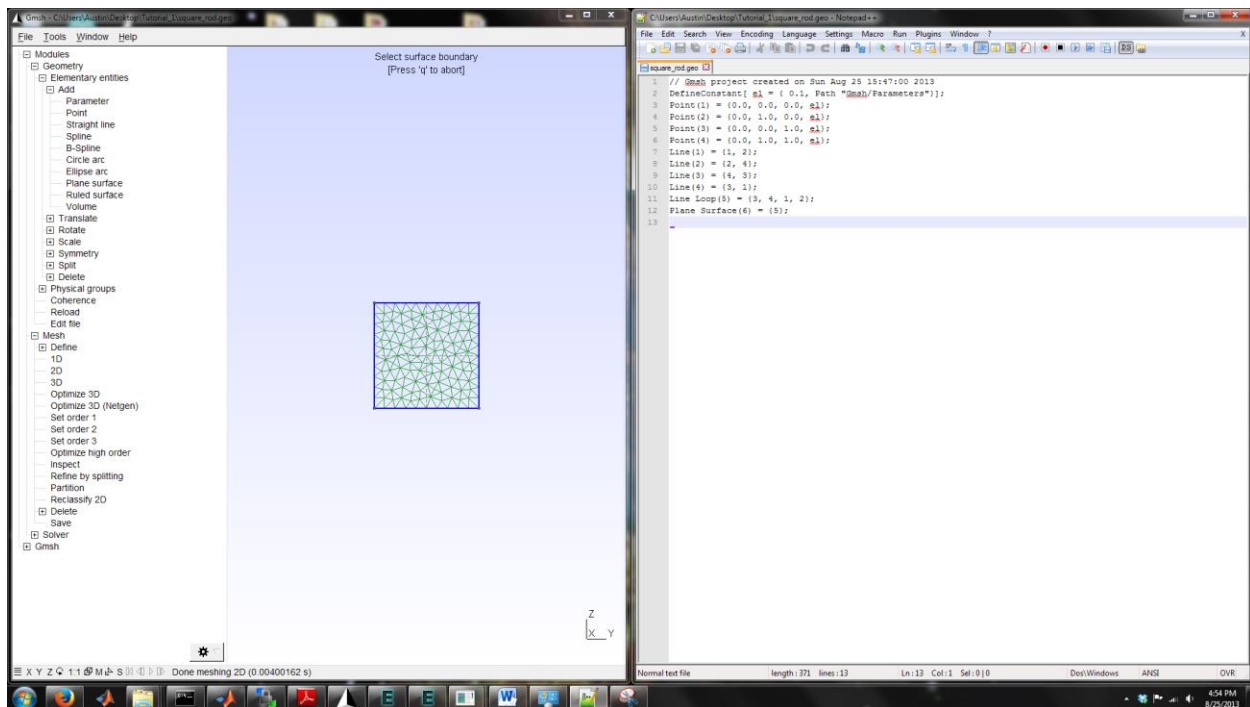 Gmsh - C:\Users\Austin\Desktop\Tutorial_1\square_rod.geo
File Tools Window Help
Modules
Geometry
Elementary entities
Add
Parameter
Point
Straight line
Spline
B-Spline
Circle arc
Ellipse arc
Plane surface
Ruled surface
Volume
Translate
Rotate
Scale
Symmetry
Split
Delete
Physical groups
Coherence
Reload
Edit file
Mesh
Define
1D
2D
3D
Optimize 3D
Optimize 3D (Netgen)
Set order 1
Set order 2
Set order 3
Optimize high order
Inspect
Refine by splitting
Partition
Reclassify 2D
Delete
Save
Solver
Gmsh
Select surface boundary
[Press 'q' to abort]
Z
X Y
X Y Z 1:1 M S Done meshing 2D (0.00400162 s)
C:\Users\Austin\Desktop\Tutorial_1\square_rod.geo - Notepad++
File Edit Search View Encoding Language Settings Macro Run Plugins Window ? X
square_rod.geo
1 // Gmsh project created on Sun Aug 25 15:47:00 2013
2 DefineConstant[ el = { 0.1, Path "Gmsh/Parameters"}];
3 Point(1) = {0.0, 0.0, 0.0, el};
4 Point(2) = {0.0, 1.0, 0.0, el};
5 Point(3) = {0.0, 0.0, 1.0, el};
6 Point(4) = {0.0, 1.0, 1.0, el};
7 Line(1) = {1, 2};
8 Line(2) = {2, 4};
9 Line(3) = {4, 3};
10 Line(4) = {3, 1};
11 Line Loop(5) = {3, 4, 1, 2};
12 Plane Surface(6) = {5};
13
Normal text file length : 371 lines : 13 Ln : 13 Col : 1 Sel : 0 | 0 Dos\Windows ANSI OVR
4:54 PM
8/25/2013